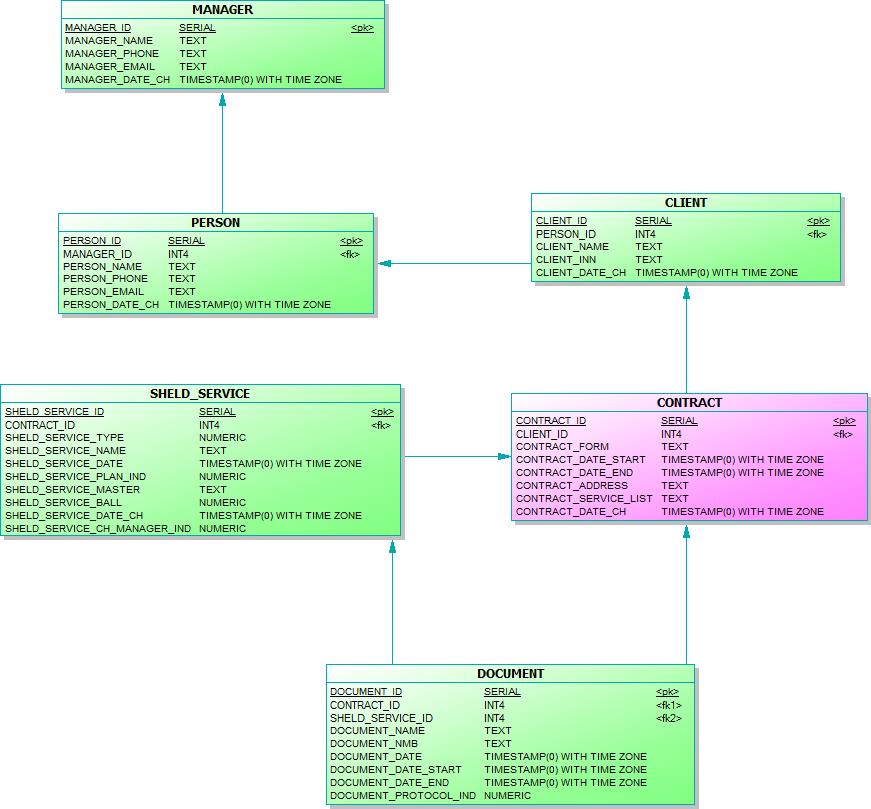 MANAGER
MANAGER_ID SERIAL <pk>
MANAGER_NAME TEXT
MANAGER_PHONE TEXT
MANAGER_EMAIL TEXT
MANAGER_DATE_CH TIMESTAMP(0) WITH TIME ZONE
PERSON
PERSON_ID SERIAL <pk>
MANAGER_ID INT4 <fk>
PERSON_NAME TEXT
PERSON_PHONE TEXT
PERSON_EMAIL TEXT
PERSON_DATE_CH TIMESTAMP(0) WITH TIME ZONE
CLIENT
CLIENT_ID SERIAL <pk>
PERSON_ID INT4 <fk>
CLIENT_NAME TEXT
CLIENT_INN TEXT
CLIENT_DATE_CH TIMESTAMP(0) WITH TIME ZONE
SHELD_SERVICE
SHELD_SERVICE_ID SERIAL <pk>
CONTRACT_ID INT4 <fk>
SHELD_SERVICE_TYPE NUMERIC
SHELD_SERVICE_NAME TEXT
SHELD_SERVICE_DATE TIMESTAMP(0) WITH TIME ZONE
SHELD_SERVICE_PLAN_IND NUMERIC
SHELD_SERVICE_MASTER TEXT
SHELD_SERVICE_BALL NUMERIC
SHELD_SERVICE_DATE_CH TIMESTAMP(0) WITH TIME ZONE
SHELD_SERVICE_CH_MANAGER_IND NUMERIC
CONTRACT
CONTRACT_ID SERIAL <pk>
CLIENT_ID INT4 <fk>
CONTRACT_FORM TEXT
CONTRACT_DATE_START TIMESTAMP(0) WITH TIME ZONE
CONTRACT_DATE_END TIMESTAMP(0) WITH TIME ZONE
CONTRACT_ADDRESS TEXT
CONTRACT_SERVICE_LIST TEXT
CONTRACT_DATE_CH TIMESTAMP(0) WITH TIME ZONE
DOCUMENT
DOCUMENT_ID SERIAL <pk>
CONTRACT_ID INT4 <fk1>
SHELD_SERVICE_ID INT4 <fk2>
DOCUMENT_NAME TEXT
DOCUMENT_NMB TEXT
DOCUMENT_DATE TIMESTAMP(0) WITH TIME ZONE
DOCUMENT_DATE_START TIMESTAMP(0) WITH TIME ZONE
DOCUMENT_DATE_END TIMESTAMP(0) WITH TIME ZONE
DOCUMENT_PROTOCOL_IND NUMERIC